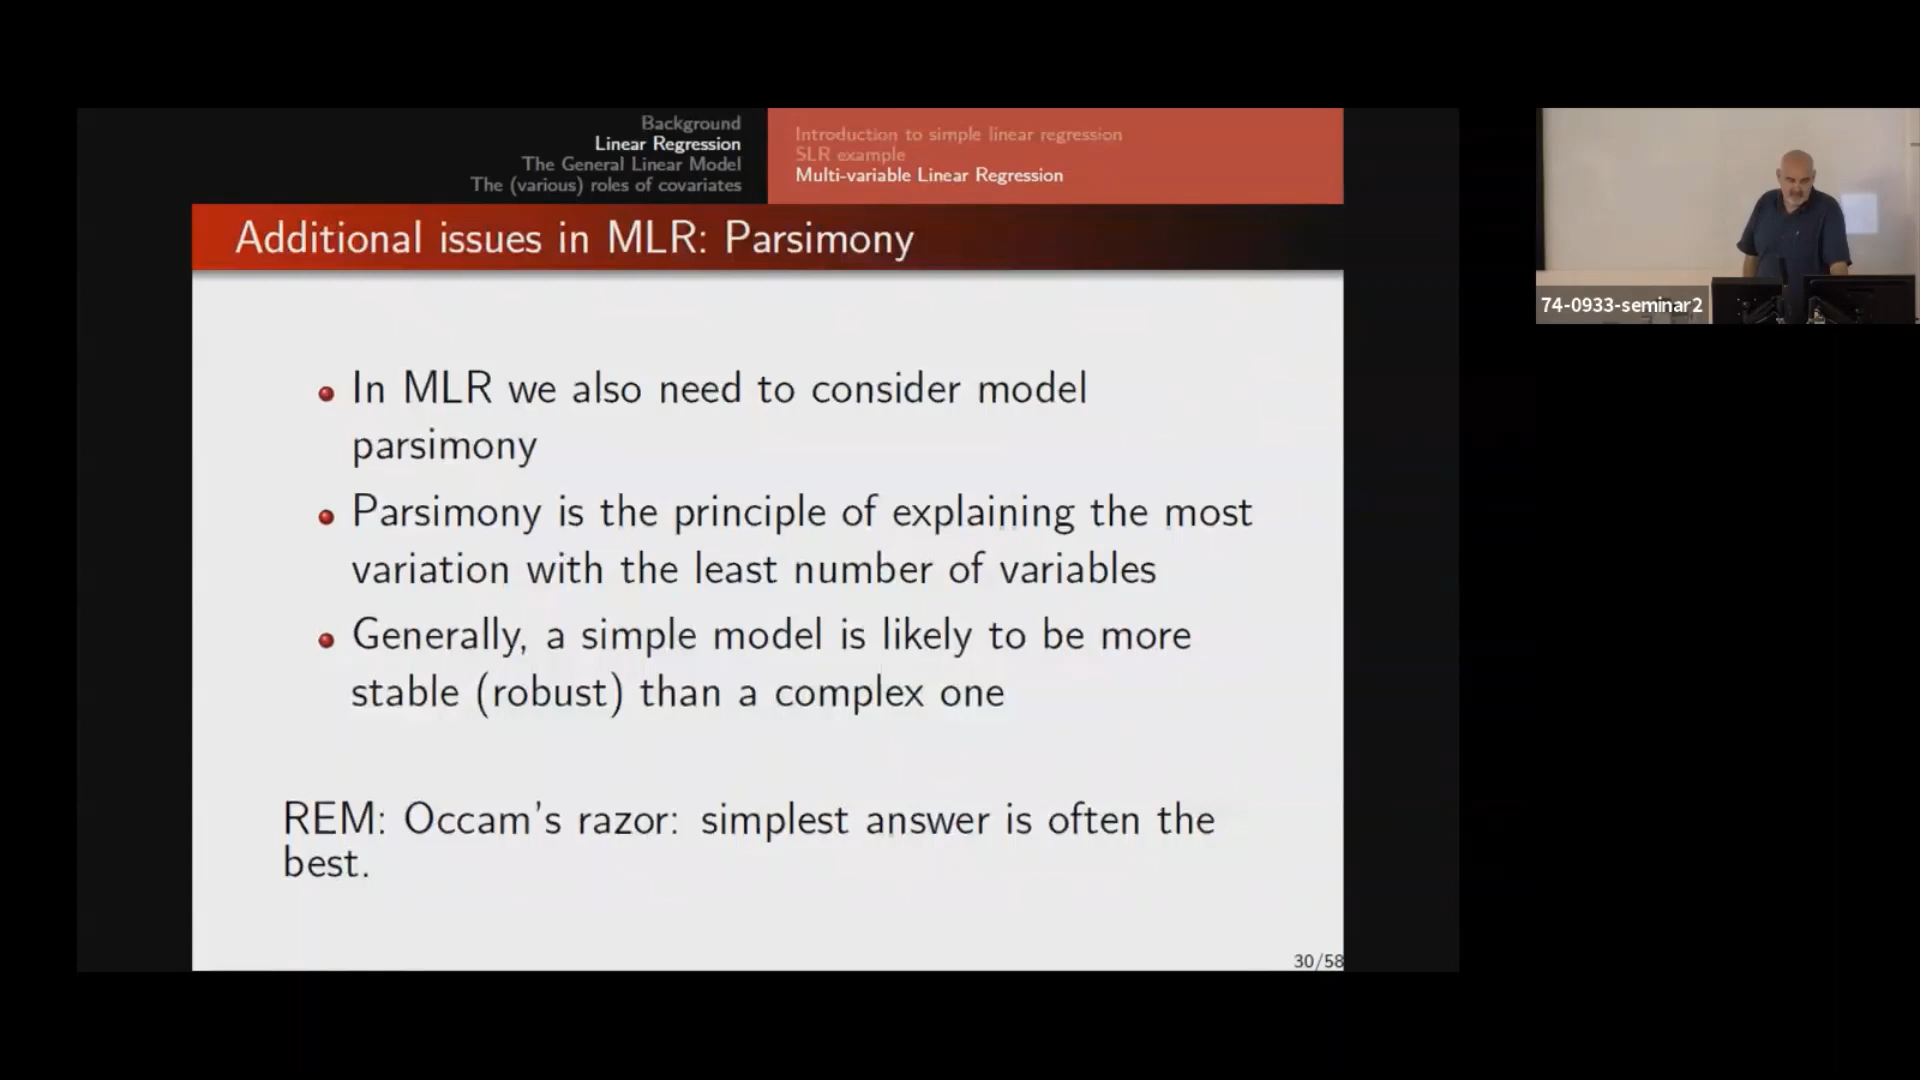 Background
Linear Regression
The General Linear Model
The (various) roles of covariates
Introduction to simple linear regression
SLR example
Multi-variable Linear Regression
Additional issues in MLR: Parsimony
In MLR we also need to consider model
parsimony
Parsimony is the principle of explaining the most
variation with the least number of variables
Generally, a simple model is likely to be more
stable (robust) than a complex one
REM: Occam's razor: simplest answer is often the
best.
30/58
74-0933-seminar2